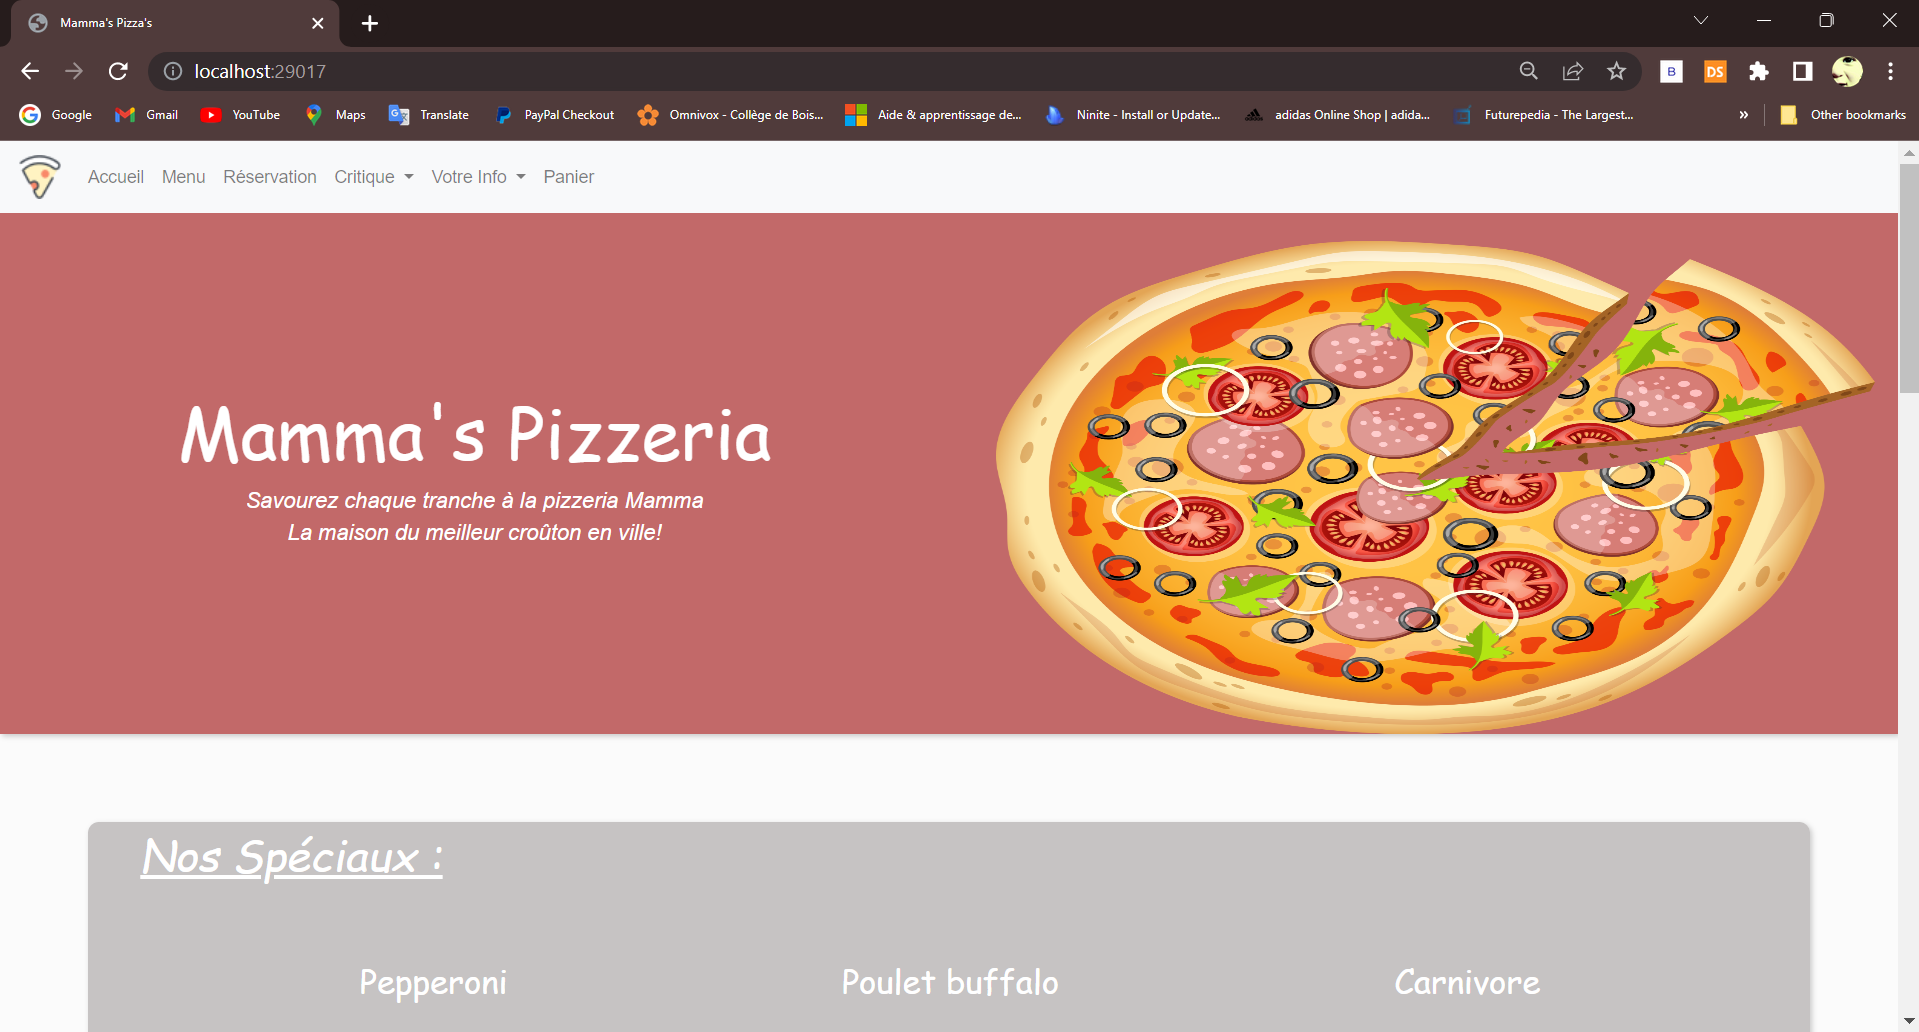 Mamma's Pizza's
localhost:29017
B
DS
Google Gmail YouTube Maps Translate PayPal Checkout Omnivox - Collège de Bois... Aide & apprentissage de... Ninite - Install or Update... adidas Online Shop | adida... Futurepedia - The Largest... » Other bookmarks
Accueil Menu Réservation Critique Votre Info Panier
Mamma's Pizzeria
Savourez chaque tranche à la pizzeria Mamma
La maison du meilleur croûton en ville!
Nos Spéciaux :
Pepperoni Poulet buffalo Carnivore